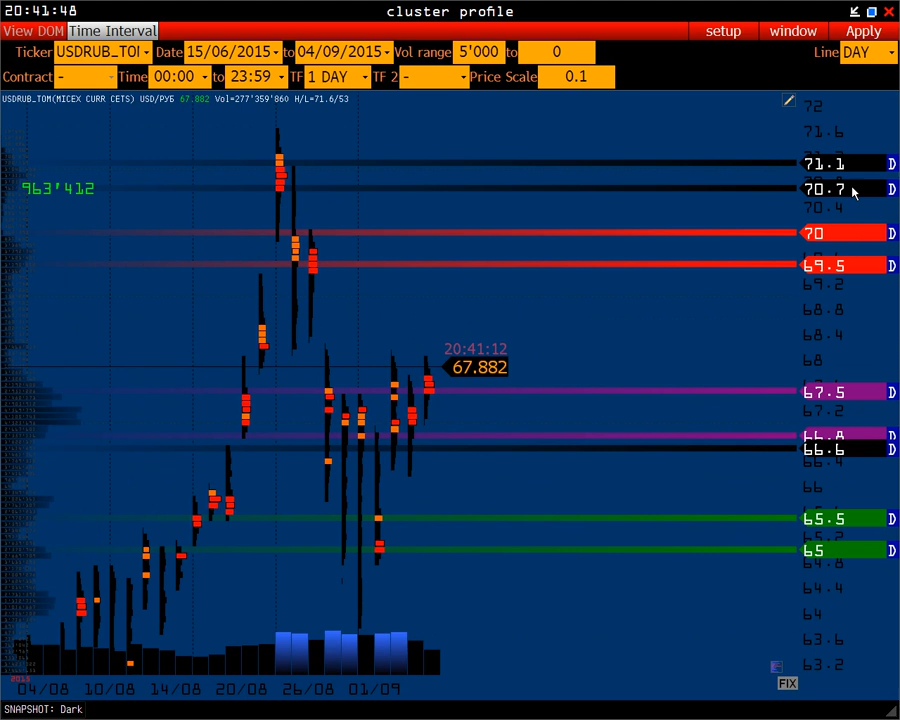 20:41:48 cluster profile
View DOM Time Interval setup window Apply
Ticker USDRUB_TO Date 15/06/2015 to 04/09/2015 Vol range 5'000 to 0 Line DAY
Contract - Time 00:00 to 23:59 TF 1 DAY TF 2 - Price Scale 0.1
USDRUB_TOM(MICEX CURR CETS) USD/РУБ 67.882 Vol=277'359'860 H/L=71.6/53
72
71.6
71.1 D
963'412
70.7 D
70.4
70 D
69.5 D
69.2
68.8
68.4
20:41:12
68
67.882
67.5 D
67.2
66.8 D
66.6 D
66.4
66
65.5 D
65.2
65 D
64.8
64.4
64
63.6
63.2
2015
FIX
04/08 10/08 14/08 20/08 26/08 01/09
SNAPSHOT: Dark